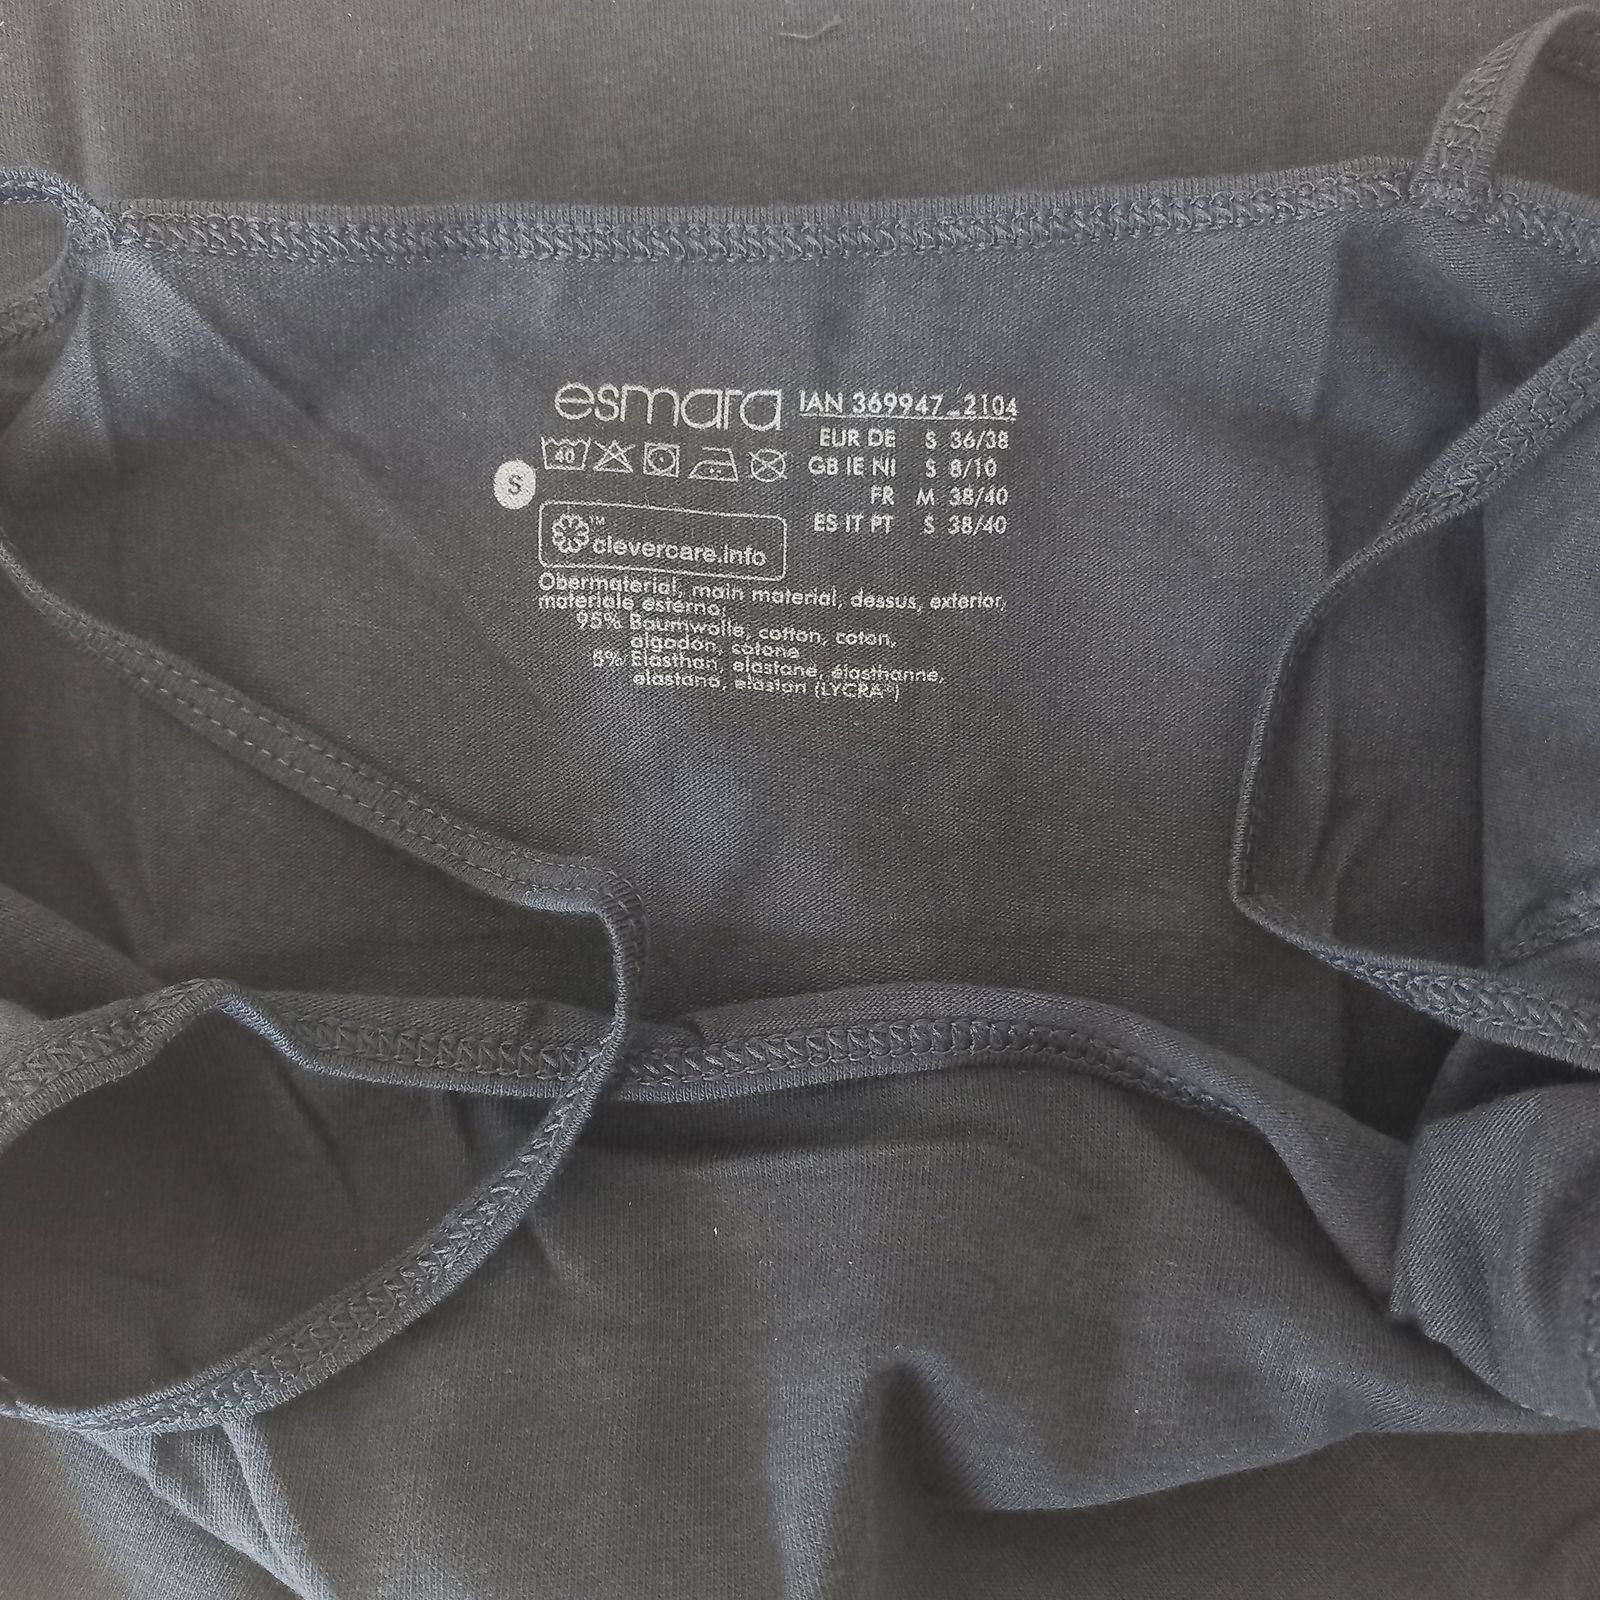 esmara
40
S
clevercare.info
TM
IAN 369947_2104
EUR DE S 36/38
GB IE NI S 8/10
FR M 38/40
ES IT PT S 38/40
Obermaterial, main material, dessus, exterior,
materiale esterno:
95% Baumwolle, cotton, coton,
algodón, cotone
5% Elasthan, elastane, élasthanne,
elastano, elastan (LYCRA®)